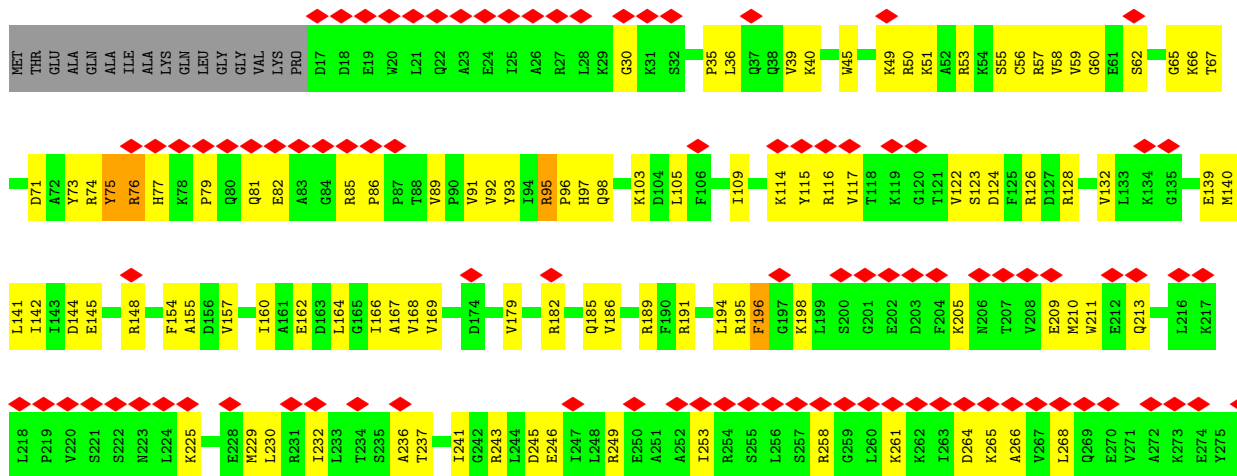 MET THR GLU ALA ALA GLN ALA ILE ALA LYS GLN LEU GLY GLY VAL LYS PRO D17 D18 E19 W20 L21 Q22 A23 E24 I25 A26 R27 L28 K29 G30 K31 S32 P35 L36 Q37 Q38 V39 K40 W45 K49 R50 K51 A52 R53 K54 S55 C56 R57 V58 V59 G60 E61 S62 G65 K66 T67
D71 A72 Y73 R74 Y75 R76 H77 K78 P79 Q80 Q81 E82 A83 G84 R85 P86 P87 T88 V89 P90 V91 V92 Y93 I94 R95 P96 H97 Q98 K103 D104 L105 F106 I109 K114 Y115 R116 V117 T118 K119 G120 T121 V122 S123 D124 F125 R126 D127 R128 V132 L133 K134 G135 E139 M140
L141 I142 I143 D144 E145 R148 F154 A155 D156 V157 I160 A161 E162 D163 L164 G165 I166 A167 V168 V169 D174 V179 R182 Q185 V186 R189 F190 R191 L194 R195 F196 G197 K198 L199 S200 G201 E202 D203 F204 K205 N206 T207 V208 E209 M210 W211 E212 Q213 L216 K217
L218 P219 V220 S221 S222 N223 L224 K225 E228 M229 L230 R231 I232 L233 T234 S235 A236 T237 I241 G242 R243 L244 D245 E246 I247 L248 R249 E250 A251 A252 I253 R254 S255 L256 S257 R258 G259 L260 K261 K262 I263 D264 K265 A266 V267 L268 Q269 E270 V271 A272 K273 E274 Y275